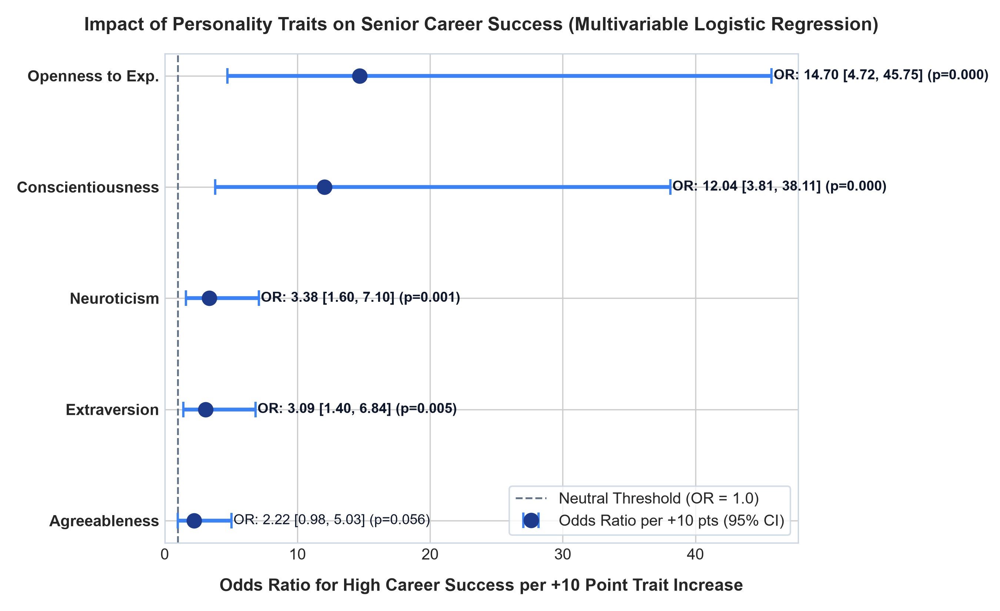 Impact of Personality Traits on Senior Career Success (Multivariable Logistic Regression)
Openness to Exp.
OR: 14.70 [4.72, 45.75] (p=0.000)
Conscientiousness
OR: 12.04 [3.81, 38.11] (p=0.000)
Neuroticism
OR: 3.38 [1.60, 7.10] (p=0.001)
Extraversion
OR: 3.09 [1.40, 6.84] (p=0.005)
Agreeableness
OR: 2.22 [0.98, 5.03] (p=0.056)
Neutral Threshold (OR = 1.0)
Odds Ratio per +10 pts (95% CI)
0 10 20 30 40
Odds Ratio for High Career Success per +10 Point Trait Increase